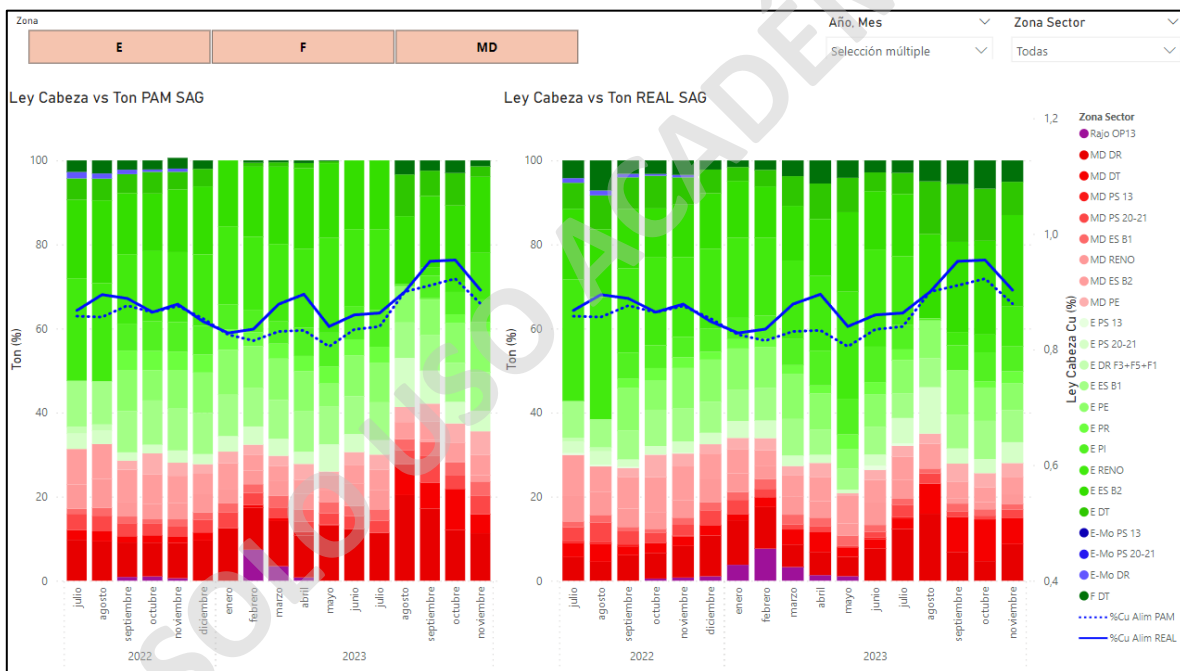 Zona
E
F
MD
Año, Mes
Selección múltiple
Zona Sector
Todas
Ley Cabeza vs Ton PAM SAG
Ley Cabeza vs Ton REAL SAG
Ton (%)
100
80
60
40
20
0
julio
agosto
septiembre
octubre
noviembre
diciembre
enero
febrero
marzo
abril
mayo
junio
julio
agosto
septiembre
octubre
noviembre
2022
2023
Ton (%)
100
80
60
40
20
0
julio
agosto
septiembre
octubre
noviembre
diciembre
enero
febrero
marzo
abril
mayo
junio
julio
agosto
septiembre
octubre
noviembre
2022
2023
1,2
1,0
0,8
0,6
0,4
Ley Cabeza Cu (%)
Zona Sector
Rajo OP13
MD DR
MD DT
MD PS 13
MD PS 20-21
MD ES B1
MD RENO
MD ES B2
MD PE
E PS 13
E PS 20-21
E DR F3+F5+F1
E ES B1
E PE
E PR
E PI
E RENO
E ES B2
E DT
E-Mo PS 13
E-Mo PS 20-21
E-Mo DR
F DT
%Cu Alim PAM
%Cu Alim REAL
SOLO USO ACADÉM